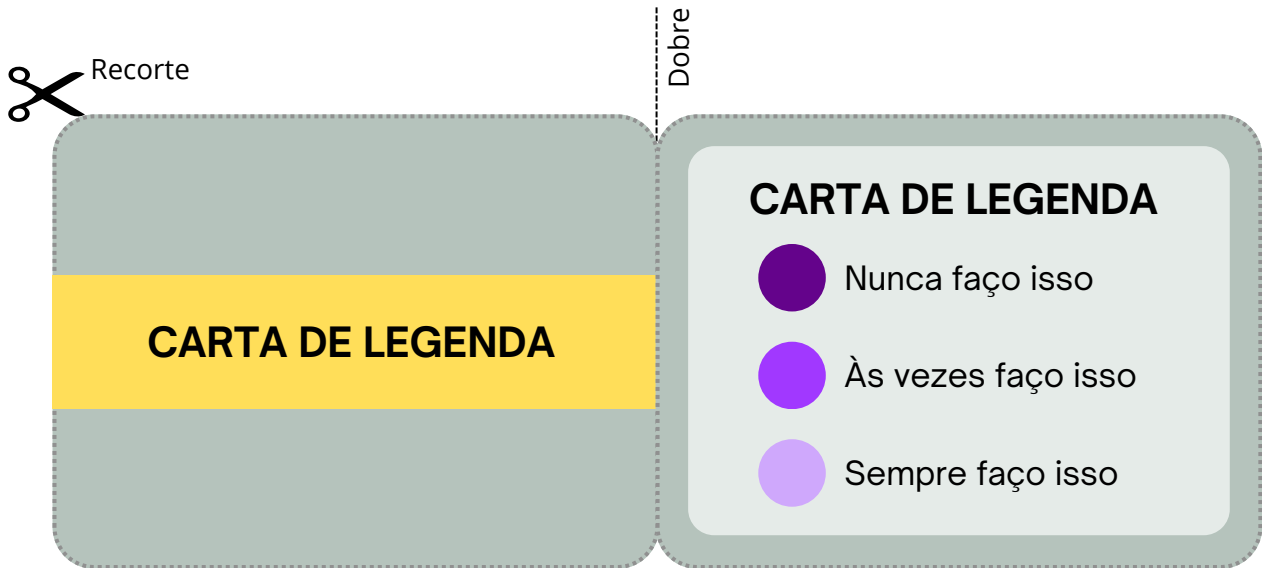 Recorte
Dobre
CARTA DE LEGENDA
CARTA DE LEGENDA
Nunca faço isso
Às vezes faço isso
Sempre faço isso